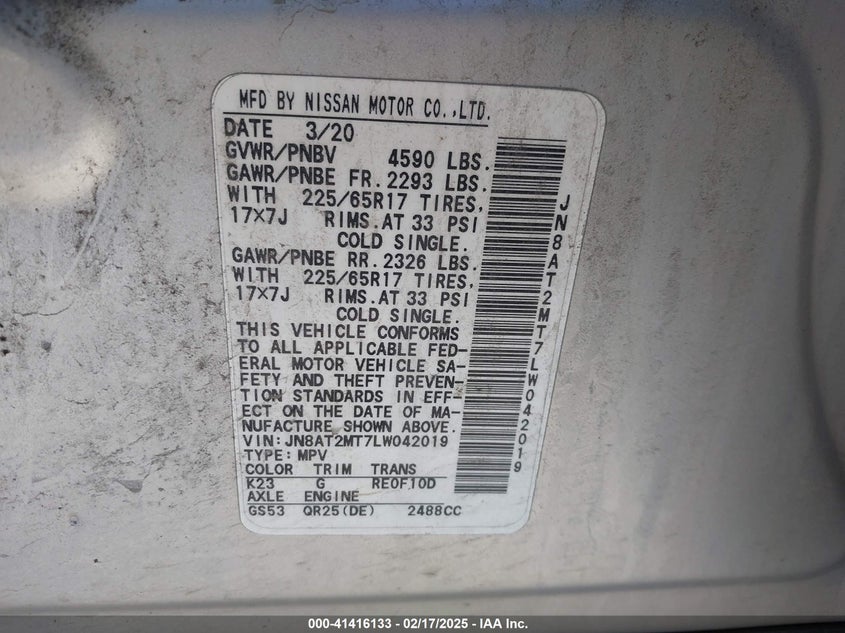 MFD BY NISSAN MOTOR CO.,LTD.
DATE 3/20
GVWR/PNBV 4590 LBS.
GAWR/PNBE FR. 2293 LBS.
WITH 225/65R17 TIRES,
17×7J RIMS.AT 33 PSI
COLD SINGLE.
GAWR/PNBE RR. 2326 LBS.
WITH 225/65R17 TIRES,
17×7J RIMS.AT 33 PSI
COLD SINGLE.
THIS VEHICLE CONFORMS
TO ALL APPLICABLE FED-
ERAL MOTOR VEHICLE SA-
FETY AND THEFT PREVEN-
TION STANDARDS IN EFF-
ECT ON THE DATE OF MA-
NUFACTURE SHOWN ABOVE.
VIN:JN8AT2MT7LW042019
TYPE:MPV
COLOR TRIM TRANS
K23 G RE0F10D
AXLE ENGINE
GS53 QR25(DE) 2488CC
JN8AT2MT7LW042019
000-41416133 - 02/17/2025 - IAA Inc.